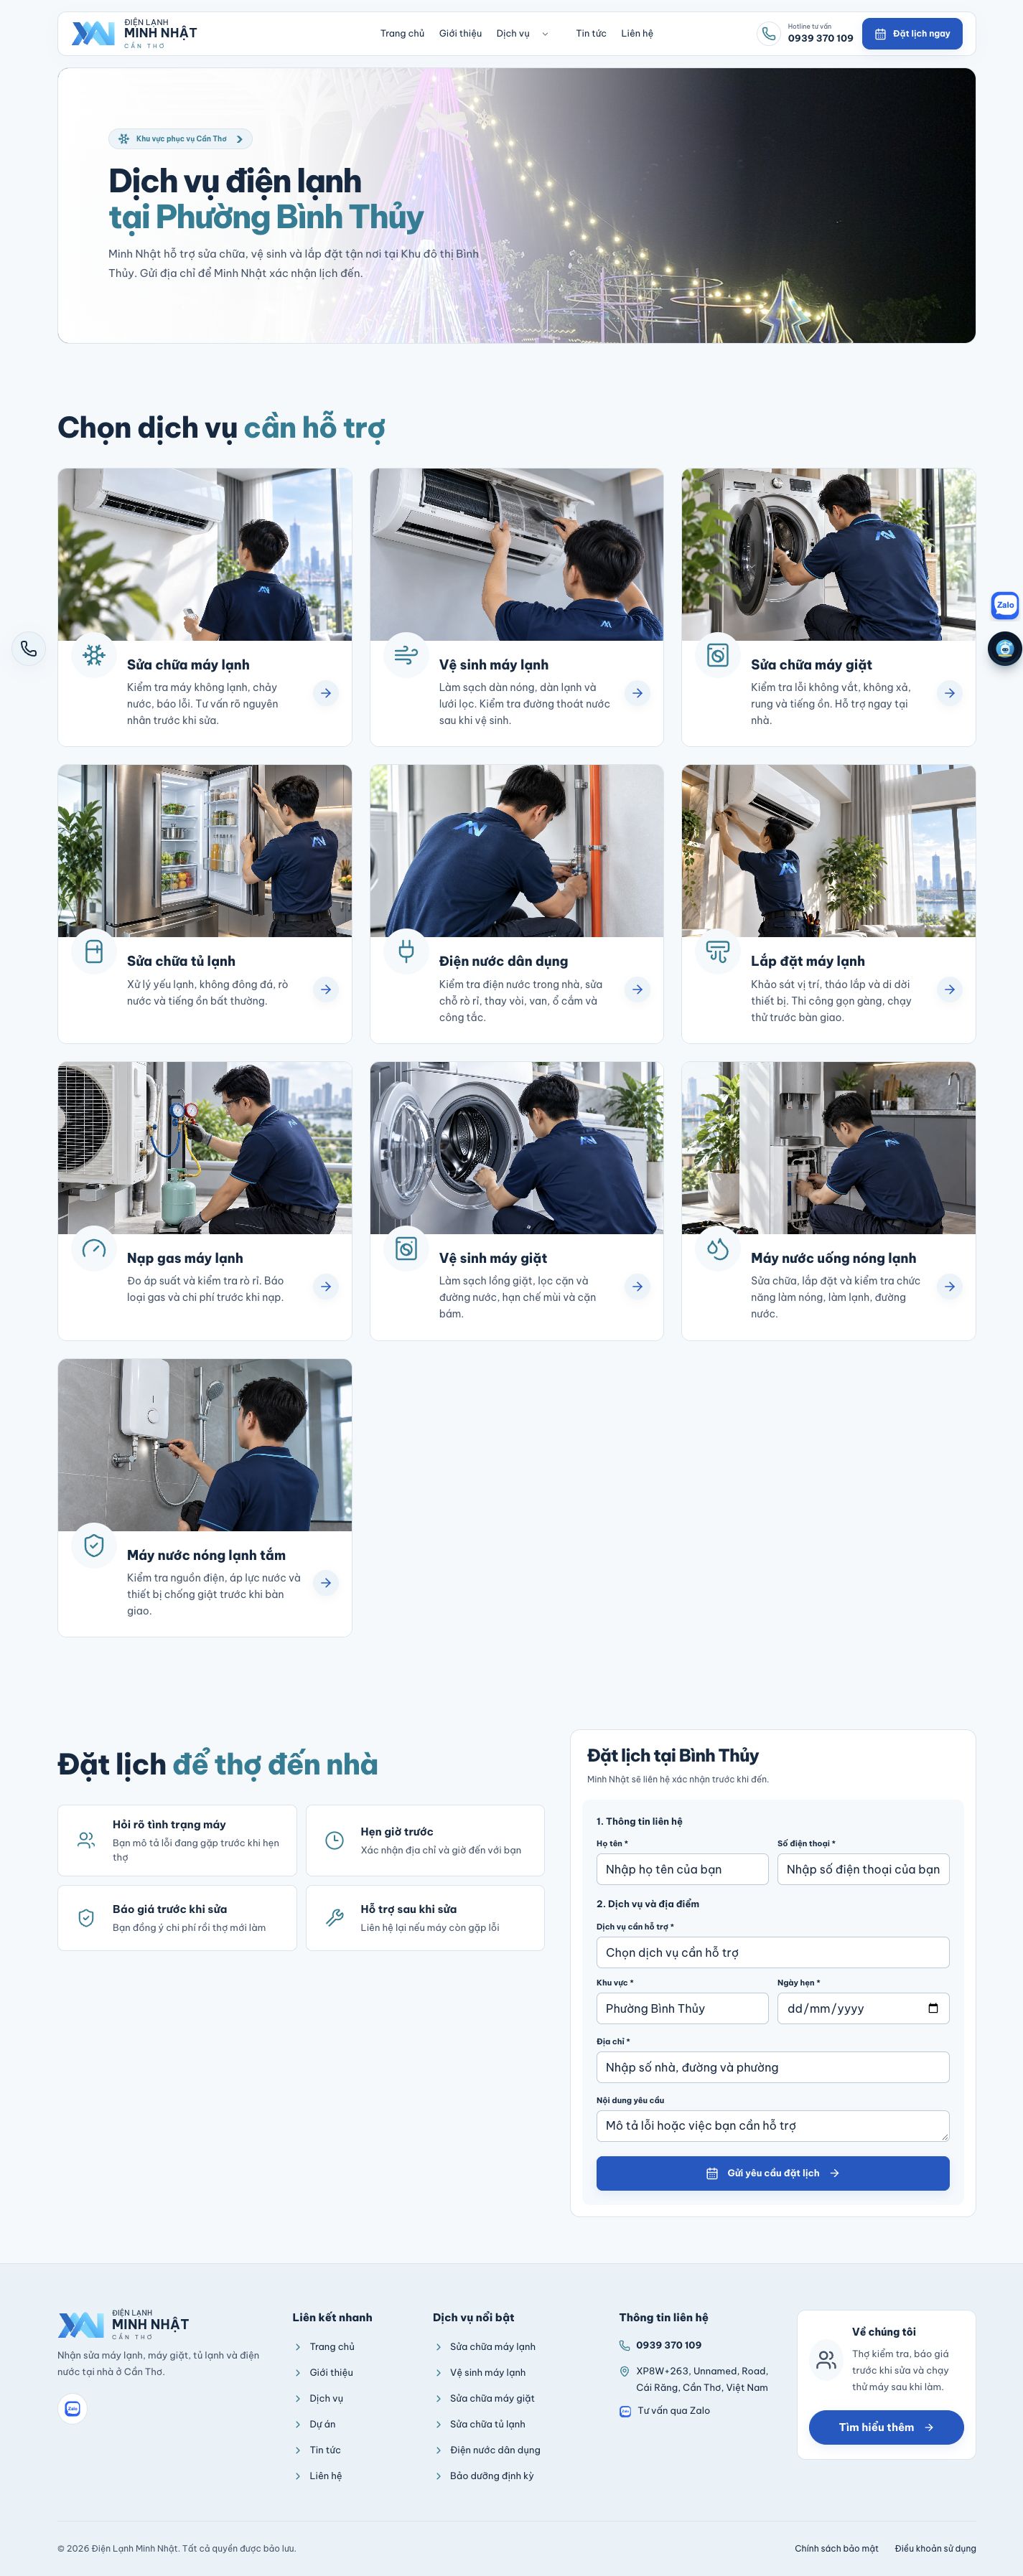 ĐIỆN LẠNH
MINH NHẬT
CẦN THƠ
Trang chủ
Giới thiệu
Dịch vụ
Tin tức
Liên hệ
Hotline tư vấn
0939 370 109
Đặt lịch ngay
Khu vực phục vụ Cần Thơ
Dịch vụ điện lạnh
tại Phường Bình Thủy
Minh Nhật hỗ trợ sửa chữa, vệ sinh và lắp đặt tận nơi tại Khu đô thị Bình
Thủy. Gửi địa chỉ để Minh Nhật xác nhận lịch đến.
Chọn dịch vụ cần hỗ trợ
Sửa chữa máy lạnh
Kiểm tra máy không lạnh, chảy
nước, báo lỗi. Tư vấn rõ nguyên
nhân trước khi sửa.
Vệ sinh máy lạnh
Làm sạch dàn nóng, dàn lạnh và
lưới lọc. Kiểm tra đường thoát nước
sau khi vệ sinh.
Sửa chữa máy giặt
Kiểm tra lỗi không vắt, không xả,
rung và tiếng ồn. Hỗ trợ ngay tại
nhà.
Zalo
Sửa chữa tủ lạnh
Xử lý yếu lạnh, không đông đá, rò
nước và tiếng ồn bất thường.
Điện nước dân dụng
Kiểm tra điện nước trong nhà, sửa
chỗ rò rỉ, thay vòi, van, ổ cắm và
công tắc.
Lắp đặt máy lạnh
Khảo sát vị trí, tháo lắp và di dời
thiết bị. Thi công gọn gàng, chạy
thử trước bàn giao.
Nạp gas máy lạnh
Đo áp suất và kiểm tra rò rỉ. Báo
loại gas và chi phí trước khi nạp.
Vệ sinh máy giặt
Làm sạch lồng giặt, lọc cặn và
đường nước, hạn chế mùi và cặn
bám.
Máy nước uống nóng lạnh
Sửa chữa, lắp đặt và kiểm tra chức
năng làm nóng, làm lạnh, đường
nước.
Máy nước nóng lạnh tắm
Kiểm tra nguồn điện, áp lực nước và
thiết bị chống giật trước khi bàn
giao.
Đặt lịch để thợ đến nhà
Hỏi rõ tình trạng máy
Bạn mô tả lỗi đang gặp trước khi hẹn
thợ
Hẹn giờ trước
Xác nhận địa chỉ và giờ đến với bạn
Báo giá trước khi sửa
Bạn đồng ý chi phí rồi thợ mới làm
Hỗ trợ sau khi sửa
Liên hệ lại nếu máy còn gặp lỗi
Đặt lịch tại Bình Thủy
Minh Nhật sẽ liên hệ xác nhận trước khi đến.
1. Thông tin liên hệ
Họ tên *
Số điện thoại *
Nhập họ tên của bạn
Nhập số điện thoại của bạn
2. Dịch vụ và địa điểm
Dịch vụ cần hỗ trợ *
Chọn dịch vụ cần hỗ trợ
Khu vực *
Ngày hẹn *
Phường Bình Thủy
dd/mm/yyyy
Địa chỉ *
Nhập số nhà, đường và phường
Nội dung yêu cầu
Mô tả lỗi hoặc việc bạn cần hỗ trợ
Gửi yêu cầu đặt lịch
ĐIỆN LẠNH
MINH NHẬT
CẦN THƠ
Nhận sửa máy lạnh, máy giặt, tủ lạnh và điện
nước tại nhà ở Cần Thơ.
Zalo
Liên kết nhanh
Trang chủ
Giới thiệu
Dịch vụ
Dự án
Tin tức
Liên hệ
Dịch vụ nổi bật
Sửa chữa máy lạnh
Vệ sinh máy lạnh
Sửa chữa máy giặt
Sửa chữa tủ lạnh
Điện nước dân dụng
Bảo dưỡng định kỳ
Thông tin liên hệ
0939 370 109
XP8W+263, Unnamed, Road,
Cái Răng, Cần Thơ, Việt Nam
Tư vấn qua Zalo
Về chúng tôi
Thợ kiểm tra, báo giá
trước khi sửa và chạy
thử máy sau khi làm.
Tìm hiểu thêm
© 2026 Điện Lạnh Minh Nhật. Tất cả quyền được bảo lưu.
Chính sách bảo mật
Điều khoản sử dụng